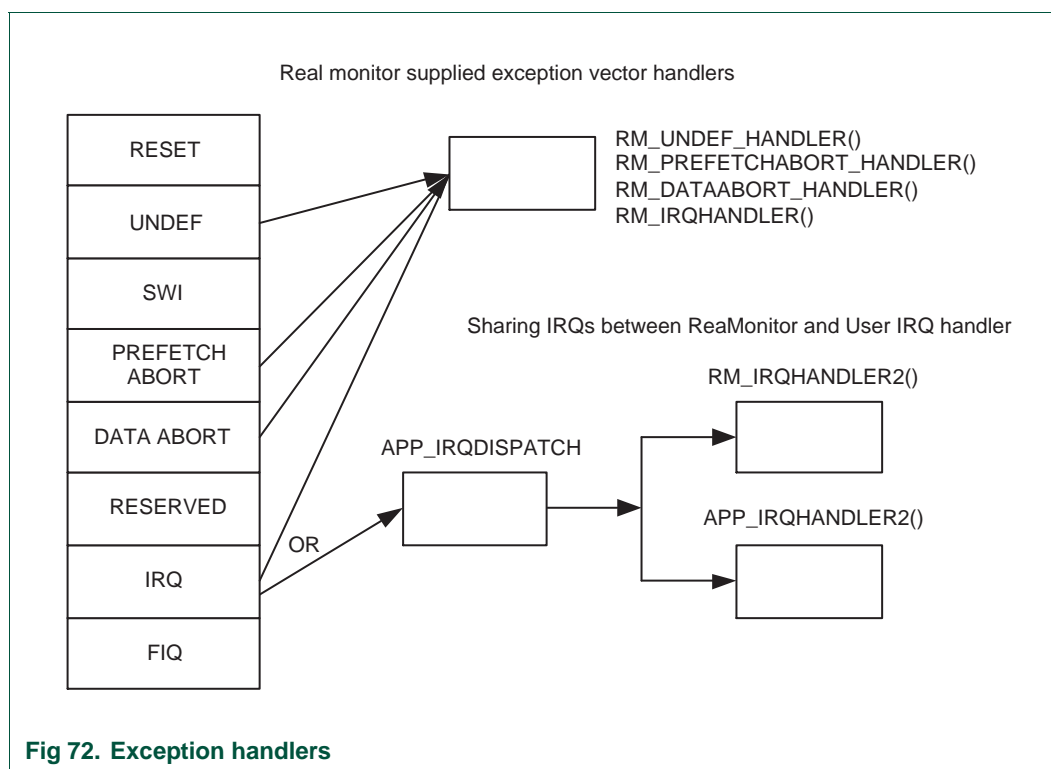 Real monitor supplied exception vector handlers
RESET
UNDEF
SWI
PREFETCH
ABORT
DATA ABORT
RESERVED
IRQ
FIQ
RM_UNDEF_HANDLER()
RM_PREFETCHABORT_HANDLER()
RM_DATAABORT_HANDLER()
RM_IRQHANDLER()
Sharing IRQs between ReaMonitor and User IRQ handler
RM_IRQHANDLER2()
APP_IRQDISPATCH
APP_IRQHANDLER2()
OR
Fig 72. Exception handlers